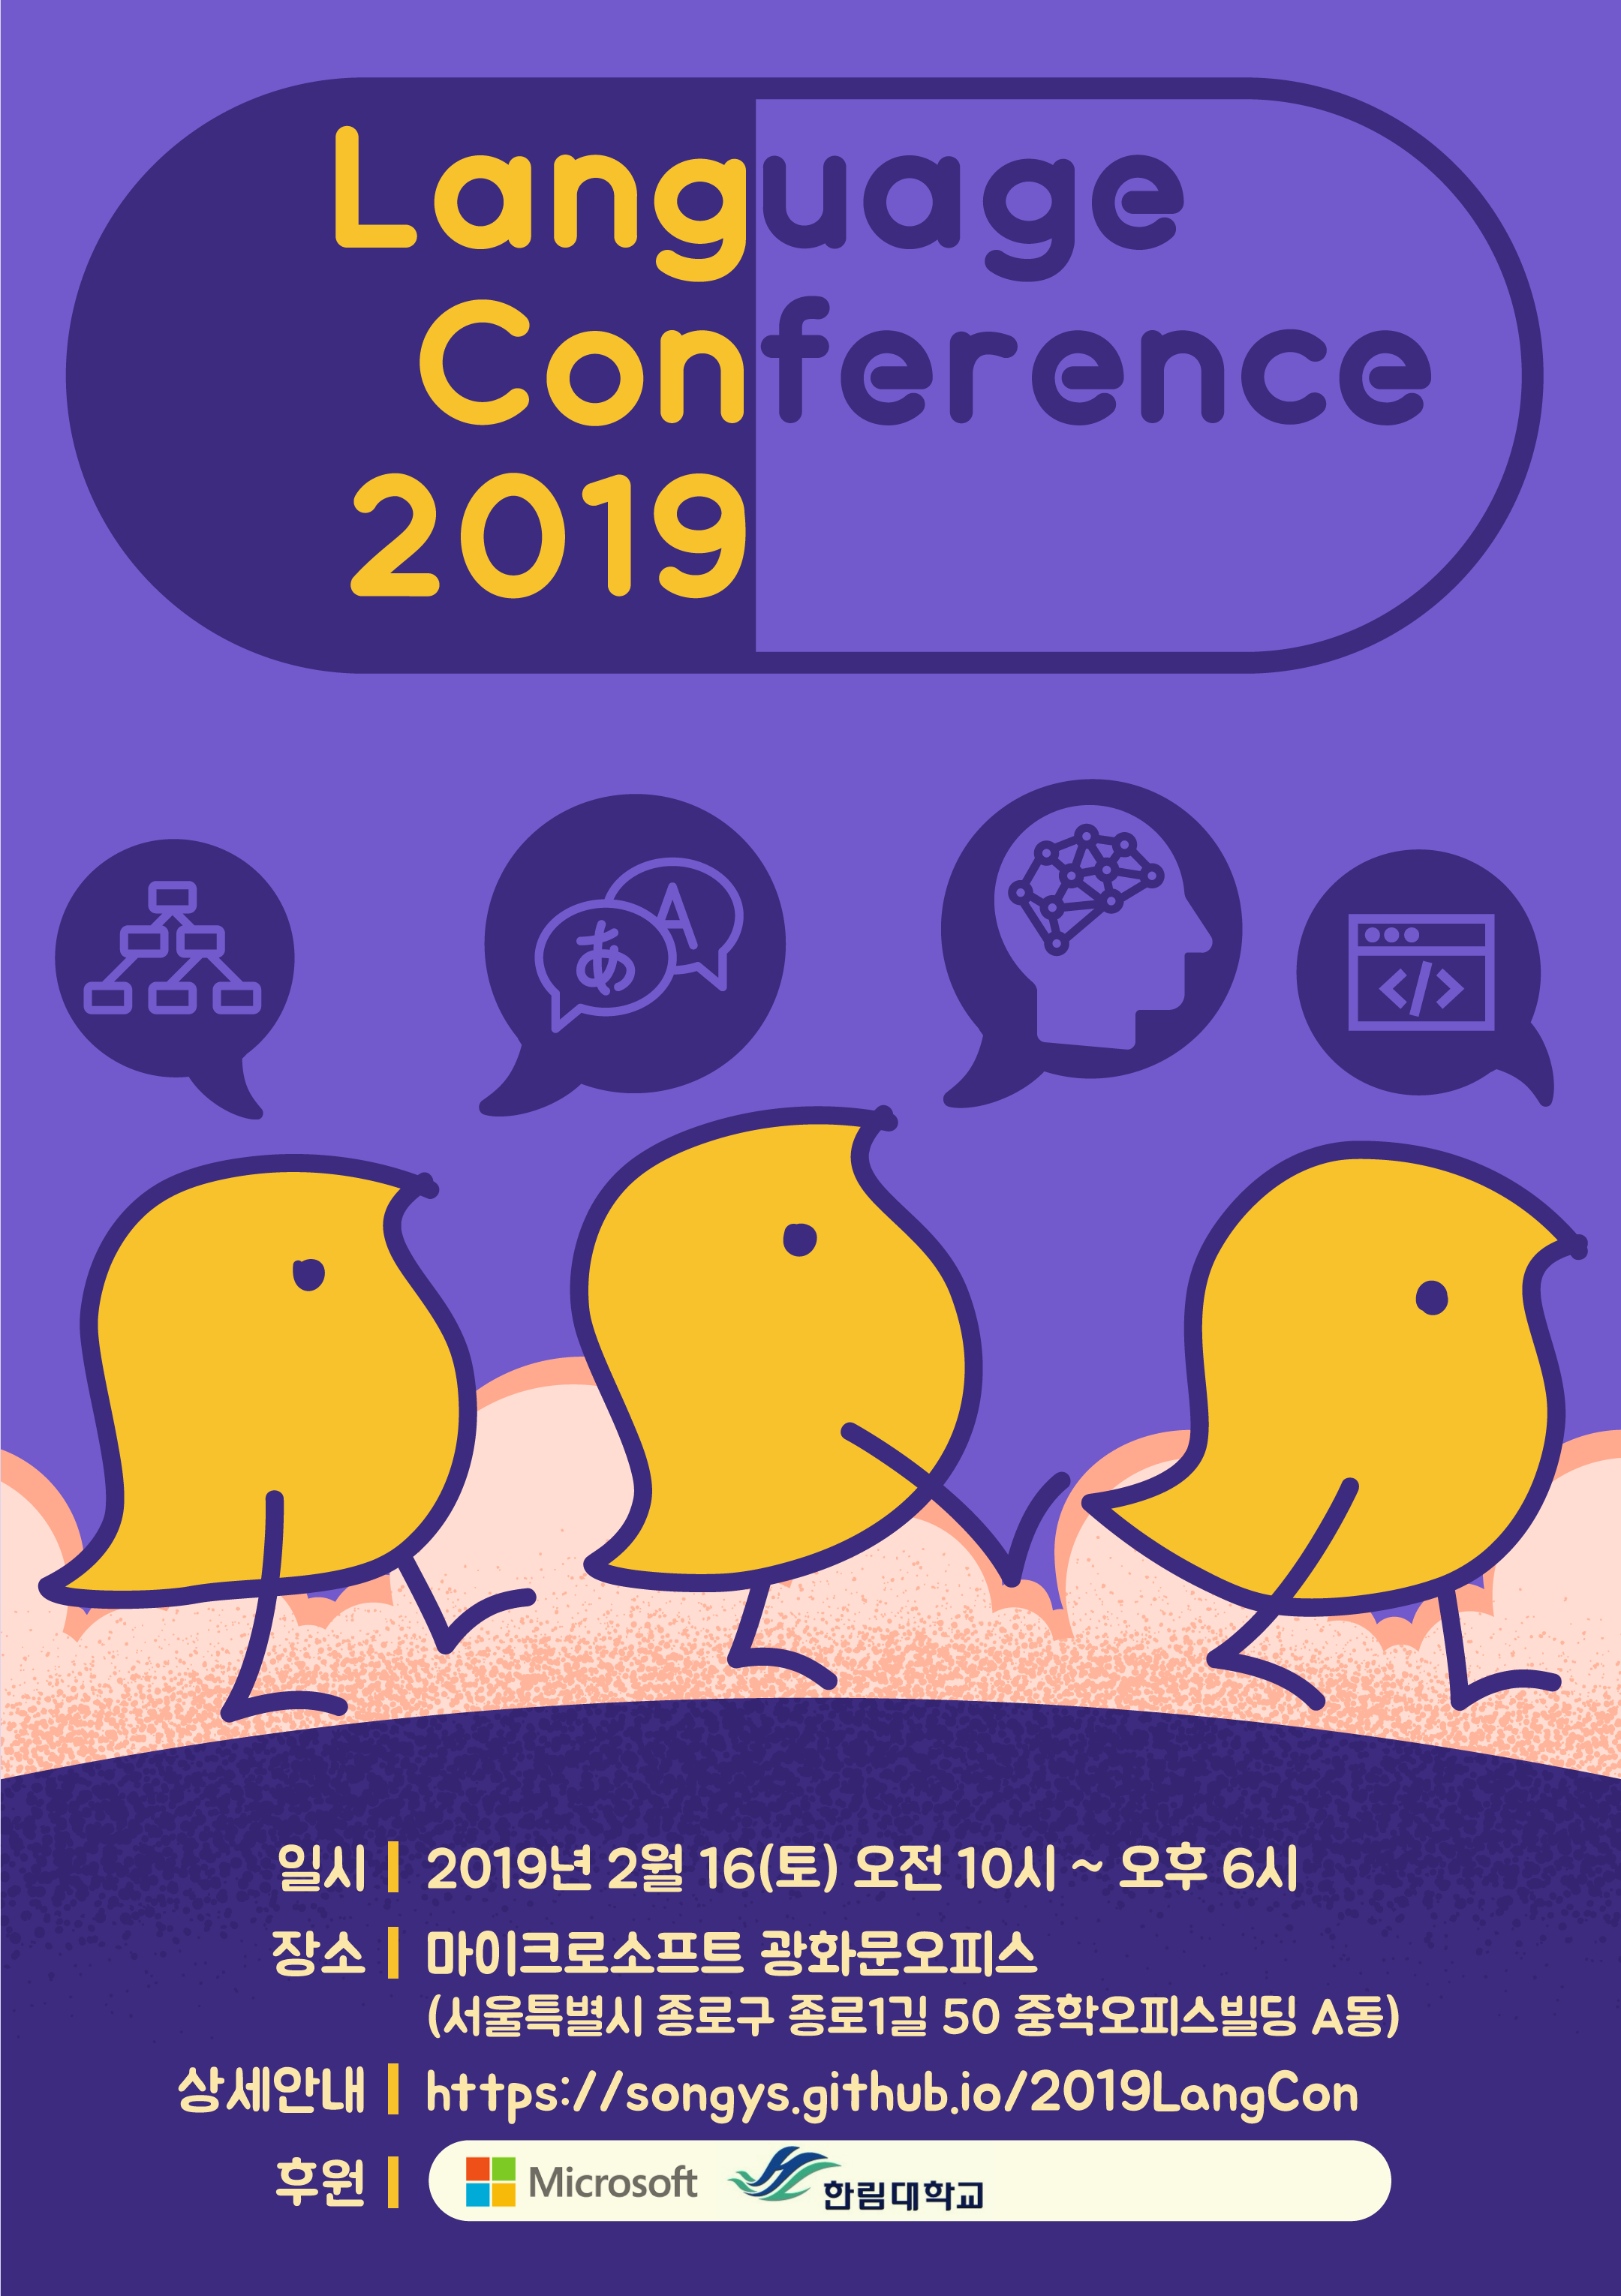 Language
Conference
2019
あ A
</>
일시 2019년 2월 16(토) 오전 10시 ~ 오후 6시
장소 마이크로소프트 광화문오피스
(서울특별시 종로구 종로1길 50 중학오피스빌딩 A동)
상세안내 https://songys.github.io/2019LangCon
후원 Microsoft 한림대학교